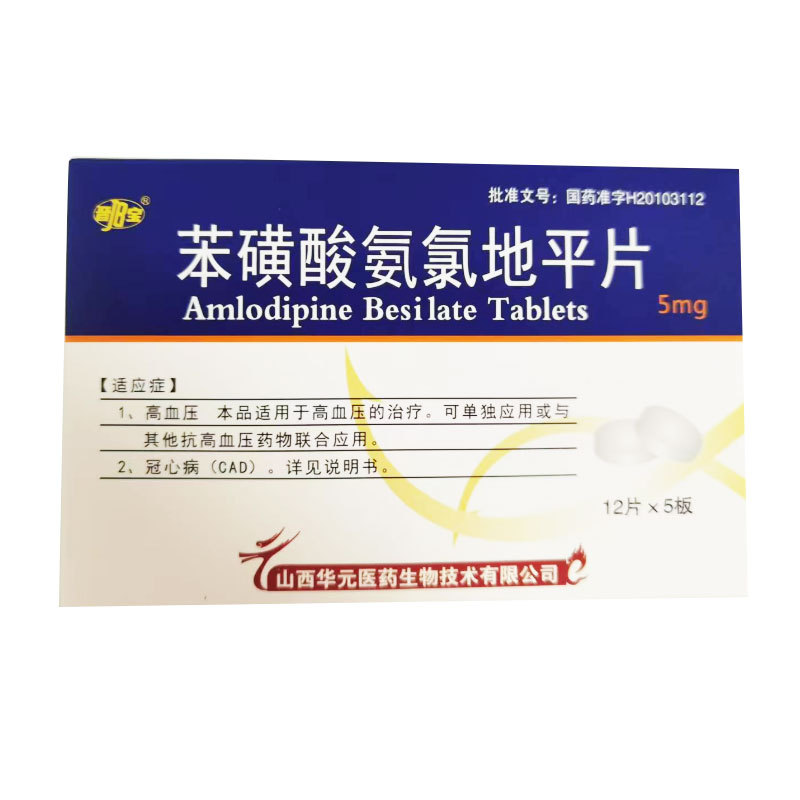 晋阳宝®
批准文号：国药准字H20103112
苯磺酸氨氯地平片
Amlodipine Besilate Tablets
5mg
【适应症】
1、高血压 本品适用于高血压的治疗。可单独应用或与
其他抗高血压药物联合应用。
2、冠心病（CAD）。详见说明书。
12片×5板
山西华元医药生物技术有限公司